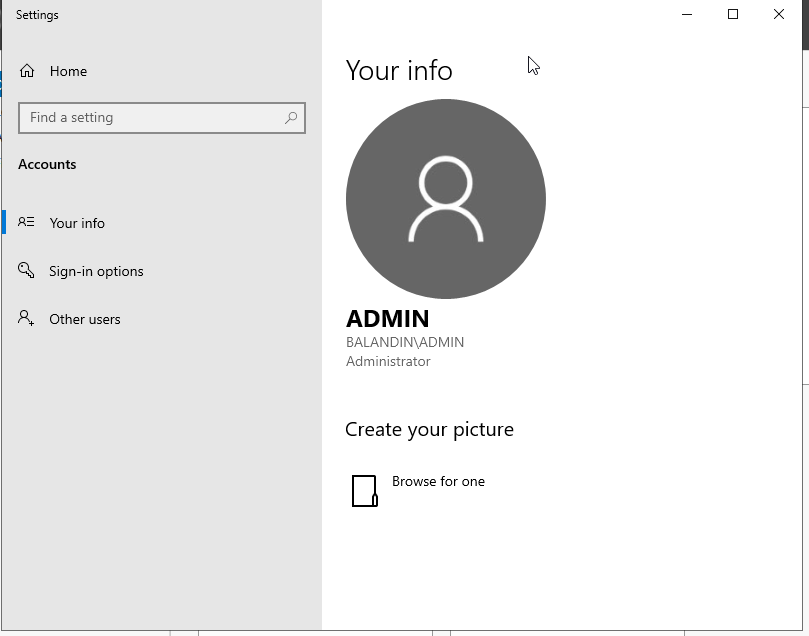 Settings
Home
Find a setting
Accounts
Your info
Sign-in options
Other users
Your info
ADMIN
BALANDIN\ADMIN
Administrator
Create your picture
Browse for one